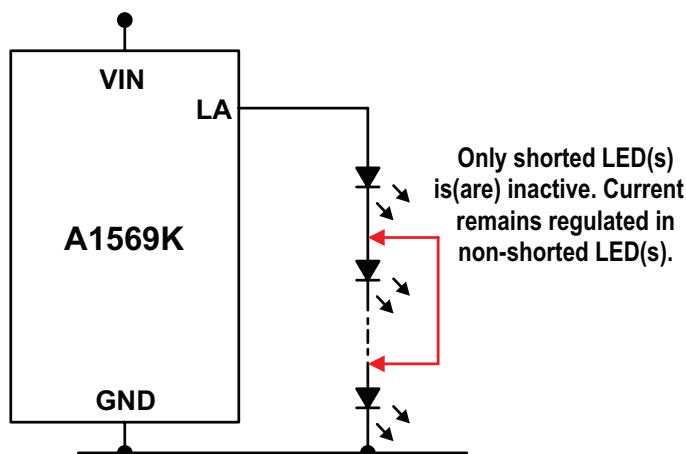 VIN
LA
A1569K
GND
Only shorted LED(s)
is(are) inactive. Current
remains regulated in
non-shorted LED(s).